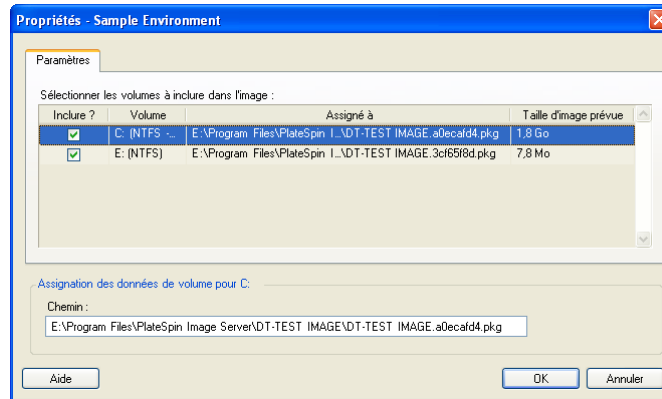 Propriétés - Sample Environment
Paramètres
Sélectionner les volumes à inclure dans l'image :
Inclure ? Volume Assigné à Taille d'image prévue
C: (NTFS -... E:\Program Files\PlateSpin I...\DT-TEST IMAGE.a0ecafd4.pkg 1,8 Go
E: (NTFS) E:\Program Files\PlateSpin I...\DT-TEST IMAGE.3cf65f8d.pkg 7,8 Mo
Assignation des données de volume pour C:
Chemin :
E:\Program Files\PlateSpin Image Server\DT-TEST IMAGE\DT-TEST IMAGE.a0ecafd4.pkg
Aide OK Annuler